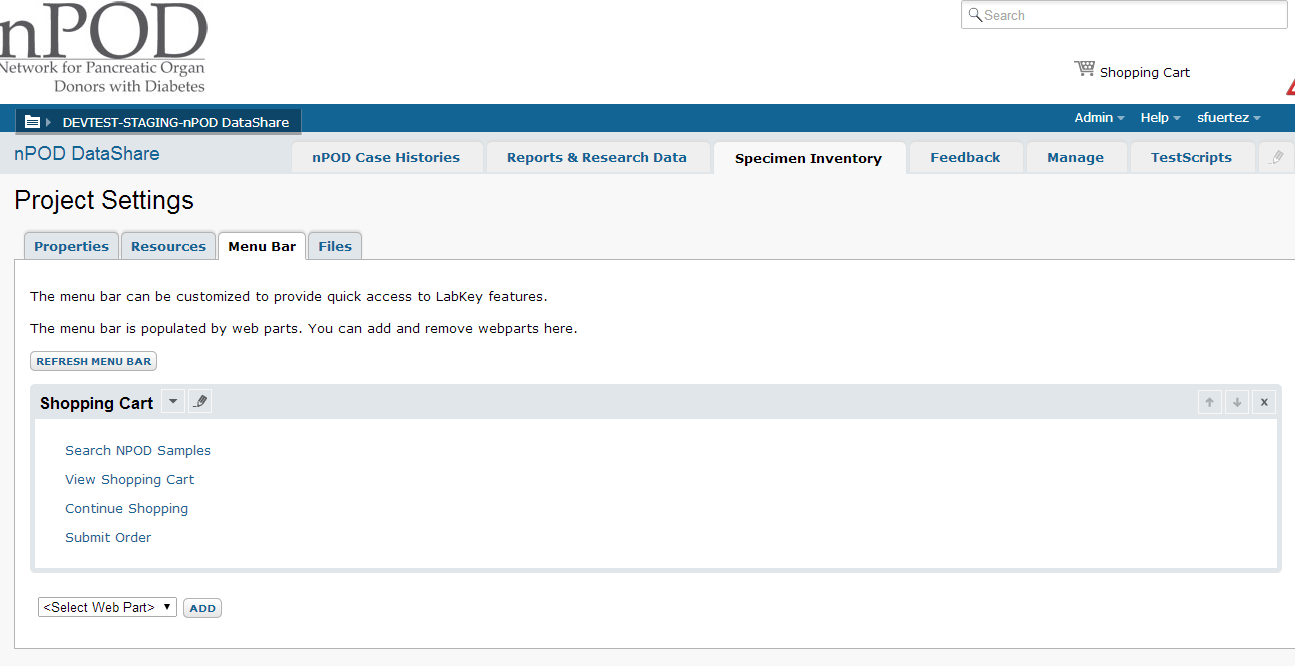 nPOD
Network for Pancreatic Organ
Donors with Diabetes
Search
Shopping Cart
DEVTEST-STAGING-nPOD DataShare
Admin Help sfuertez
nPOD DataShare
nPOD Case Histories Reports & Research Data Specimen Inventory Feedback Manage TestScripts
Project Settings
Properties Resources Menu Bar Files
The menu bar can be customized to provide quick access to LabKey features.
The menu bar is populated by web parts. You can add and remove webparts here.
REFRESH MENU BAR
Shopping Cart
x
Search NPOD Samples
View Shopping Cart
Continue Shopping
Submit Order
<Select Web Part> ADD